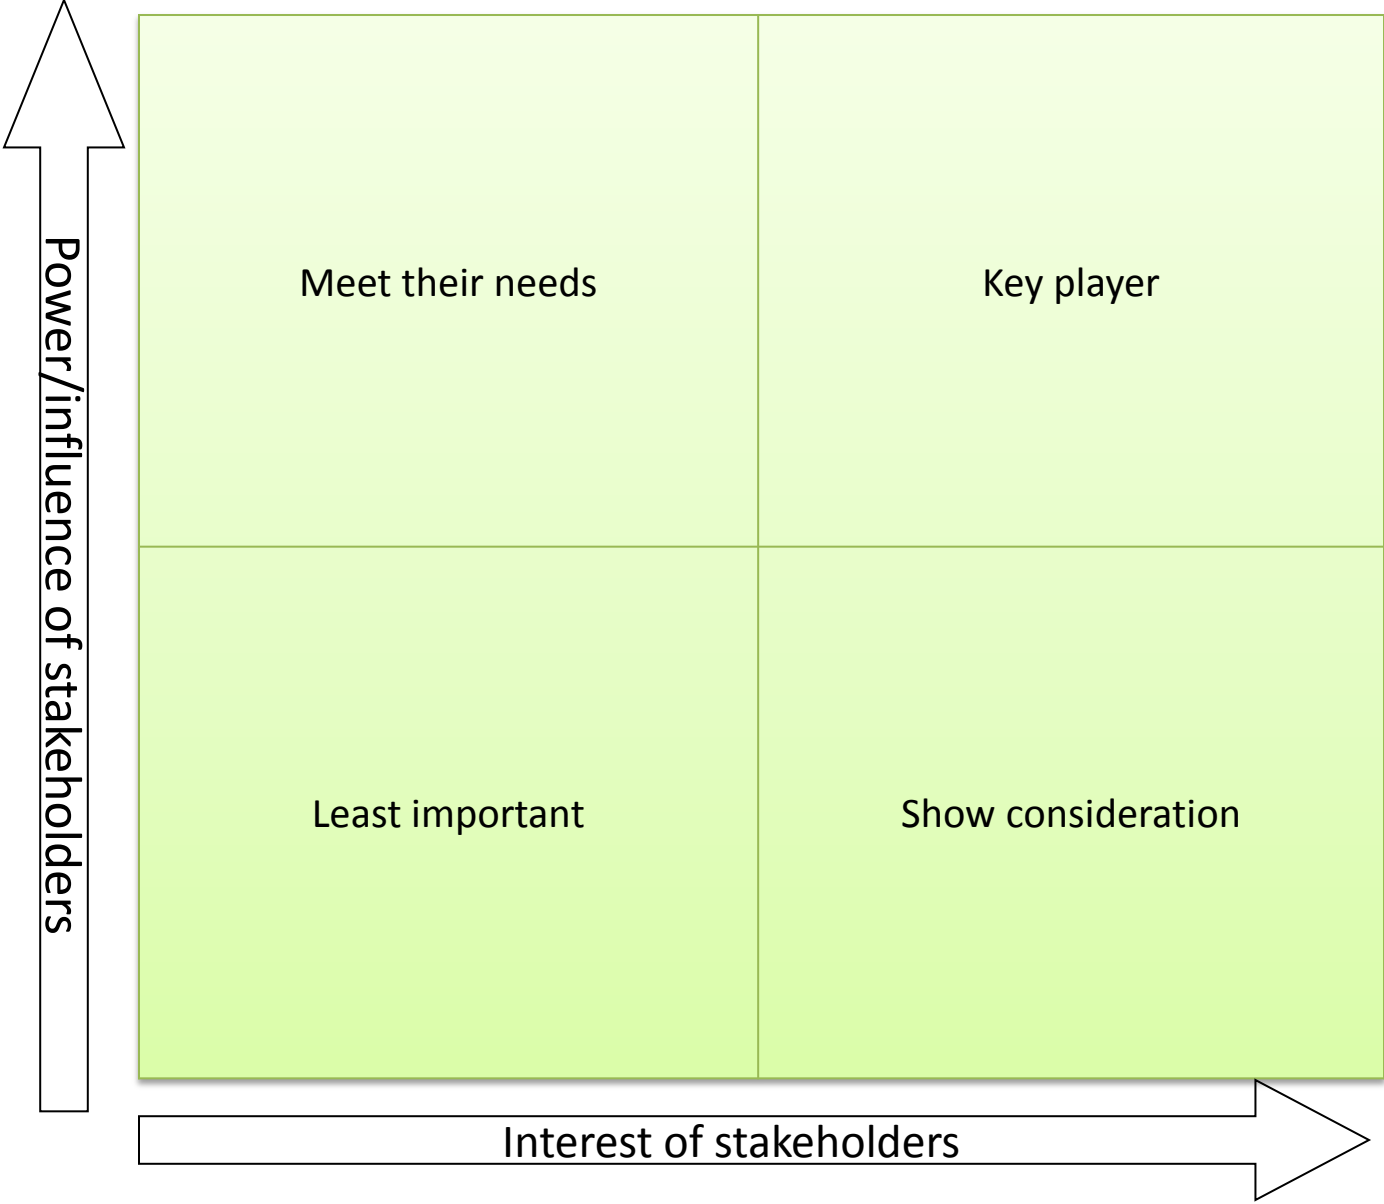 Power/influence of stakeholders
Meet their needs
Key player
Least important
Show consideration
Interest of stakeholders